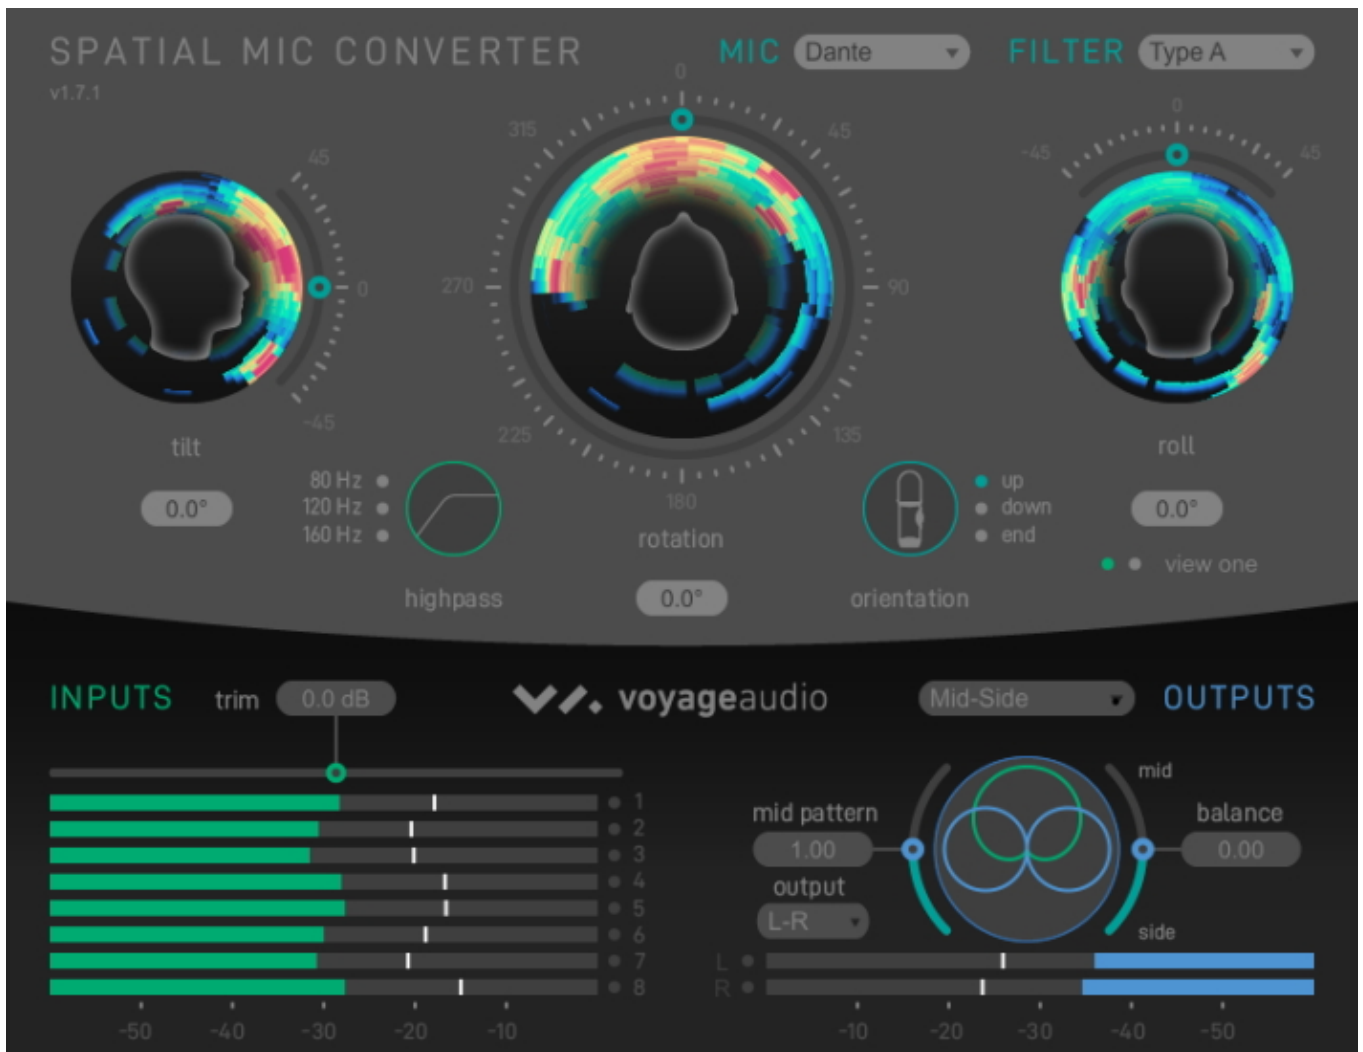 SPATIAL MIC CONVERTER
MIC Dante
FILTER Type A
v1.7.1
45
0
-45
tilt
0.0°
0
45
90
135
180
225
270
315
rotation
0.0°
-45
0
45
roll
0.0°
80 Hz
120 Hz
160 Hz
highpass
up
down
end
orientation
view one
INPUTS
trim 0.0 dB
voyageaudio
Mid-Side
OUTPUTS
1
2
3
4
5
6
7
8
-50 -40 -30 -20 -10
mid pattern
1.00
output
L-R
mid
balance
0.00
side
L
R
-10 -20 -30 -40 -50